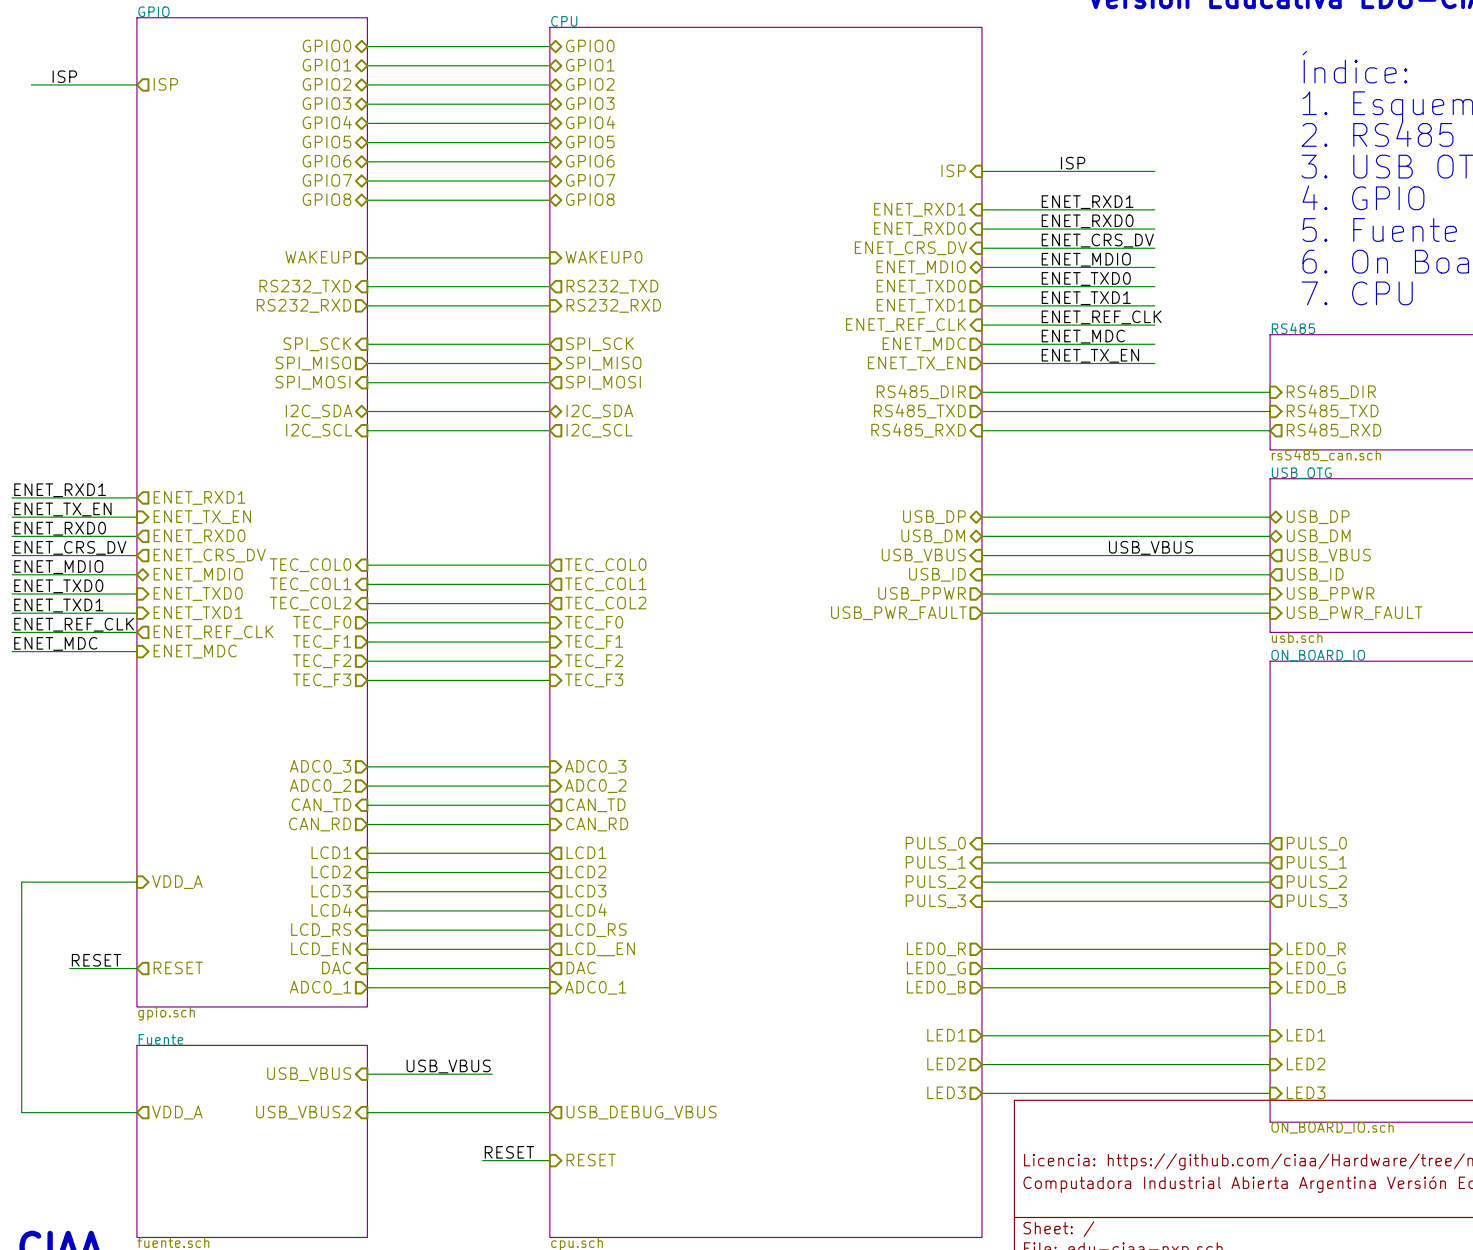 Versión Educativa EDU-CIA
Índice:
1. Esquem
2. RS485
3. USB OT
4. GPIO
5. Fuente
6. On Boa
7. CPU
GPIO
ISP
ISP
GPIO0
GPIO1
GPIO2
GPIO3
GPIO4
GPIO5
GPIO6
GPIO7
GPIO8
WAKEUP
RS232_TXD
RS232_RXD
SPI_SCK
SPI_MISO
SPI_MOSI
I2C_SDA
I2C_SCL
ENET_RXD1
ENET_TX_EN
ENET_RXD0
ENET_CRS_DV
ENET_MDIO
ENET_TXD0
ENET_TXD1
ENET_REF_CLK
ENET_MDC
ENET_RXD1
ENET_TX_EN
ENET_RXD0
ENET_CRS_DV
ENET_MDIO
ENET_TXD0
ENET_TXD1
ENET_REF_CLK
ENET_MDC
TEC_COL0
TEC_COL1
TEC_COL2
TEC_F0
TEC_F1
TEC_F2
TEC_F3
ADC0_3
ADC0_2
CAN_TD
CAN_RD
LCD1
LCD2
LCD3
LCD4
LCD_RS
LCD_EN
DAC
ADC0_1
VDD_A
RESET
RESET
gpio.sch
Fuente
USB_VBUS
USB_VBUS
VDD_A
USB_VBUS2
fuente.sch
CIAA
CPU
GPIO0
GPIO1
GPIO2
GPIO3
GPIO4
GPIO5
GPIO6
GPIO7
GPIO8
WAKEUP0
RS232_TXD
RS232_RXD
SPI_SCK
SPI_MISO
SPI_MOSI
I2C_SDA
I2C_SCL
TEC_COL0
TEC_COL1
TEC_COL2
TEC_F0
TEC_F1
TEC_F2
TEC_F3
ADC0_3
ADC0_2
CAN_TD
CAN_RD
LCD1
LCD2
LCD3
LCD4
LCD_RS
LCD__EN
DAC
ADC0_1
USB_DEBUG_VBUS
RESET
RESET
cpu.sch
ISP
ENET_RXD1
ENET_RXD0
ENET_CRS_DV
ENET_MDIO
ENET_TXD0
ENET_TXD1
ENET_REF_CLK
ENET_MDC
ENET_TX_EN
ISP
ENET_RXD1
ENET_RXD0
ENET_CRS_DV
ENET_MDIO
ENET_TXD0
ENET_TXD1
ENET_REF_CLK
ENET_MDC
ENET_TX_EN
RS485_DIR
RS485_TXD
RS485_RXD
USB_DP
USB_DM
USB_VBUS
USB_ID
USB_PPWR
USB_PWR_FAULT
USB_VBUS
PULS_0
PULS_1
PULS_2
PULS_3
LED0_R
LED0_G
LED0_B
LED1
LED2
LED3
RS485
RS485_DIR
RS485_TXD
RS485_RXD
rsS485_can.sch
USB_OTG
USB_DP
USB_DM
USB_VBUS
USB_ID
USB_PPWR
USB_PWR_FAULT
usb.sch
ON_BOARD_IO
PULS_0
PULS_1
PULS_2
PULS_3
LED0_R
LED0_G
LED0_B
LED1
LED2
LED3
ON_BOARD_IO.sch
Licencia: https://github.com/ciaa/Hardware/tree/m
Computadora Industrial Abierta Argentina Versión Ed
Sheet: /
File: edu-ciaa-nxp.sch